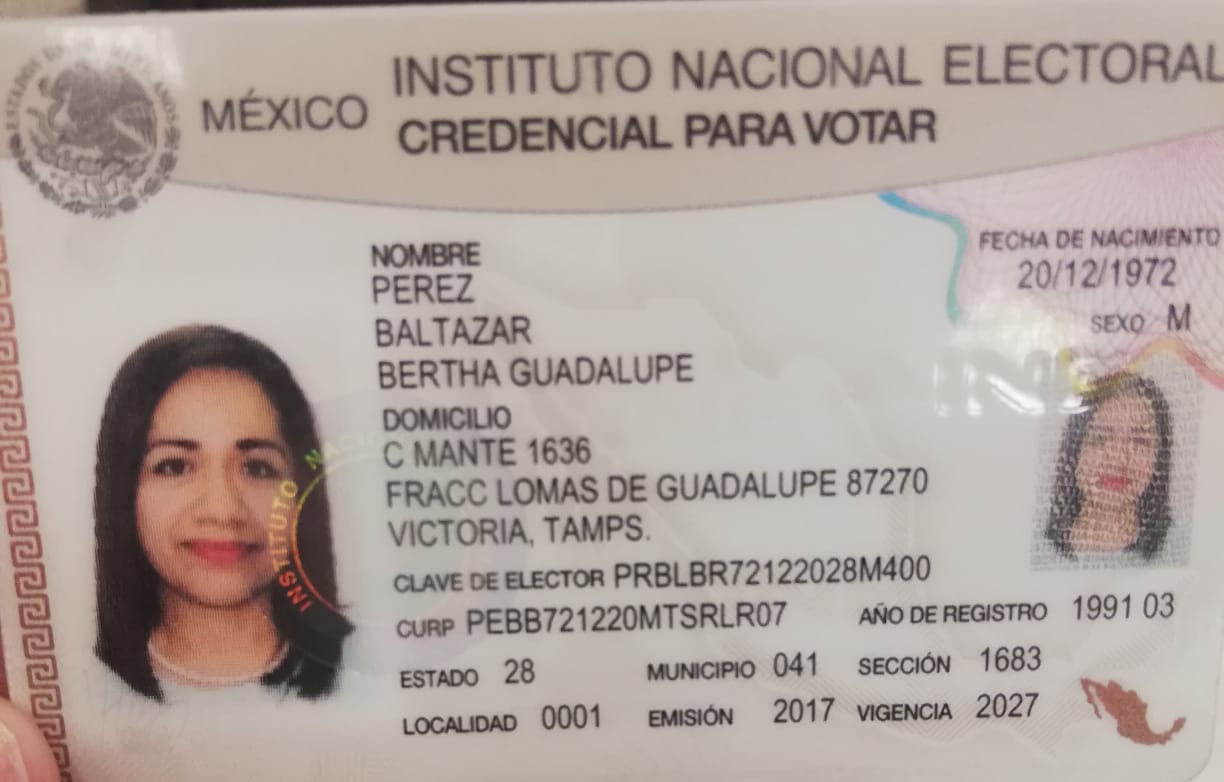 MÉXICO
INSTITUTO NACIONAL ELECTORAL
CREDENCIAL PARA VOTAR
NOMBRE
PEREZ
BALTAZAR
BERTHA GUADALUPE
FECHA DE NACIMIENTO
20/12/1972
SEXO M
DOMICILIO
C MANTE 1636
FRACC LOMAS DE GUADALUPE 87270
VICTORIA, TAMPS.
CLAVE DE ELECTOR PRBLBR72122028M400
CURP PEBB721220MTSRLR07 AÑO DE REGISTRO 1991 03
ESTADO 28 MUNICIPIO 041 SECCIÓN 1683
LOCALIDAD 0001 EMISIÓN 2017 VIGENCIA 2027
INSTITUTO
INE